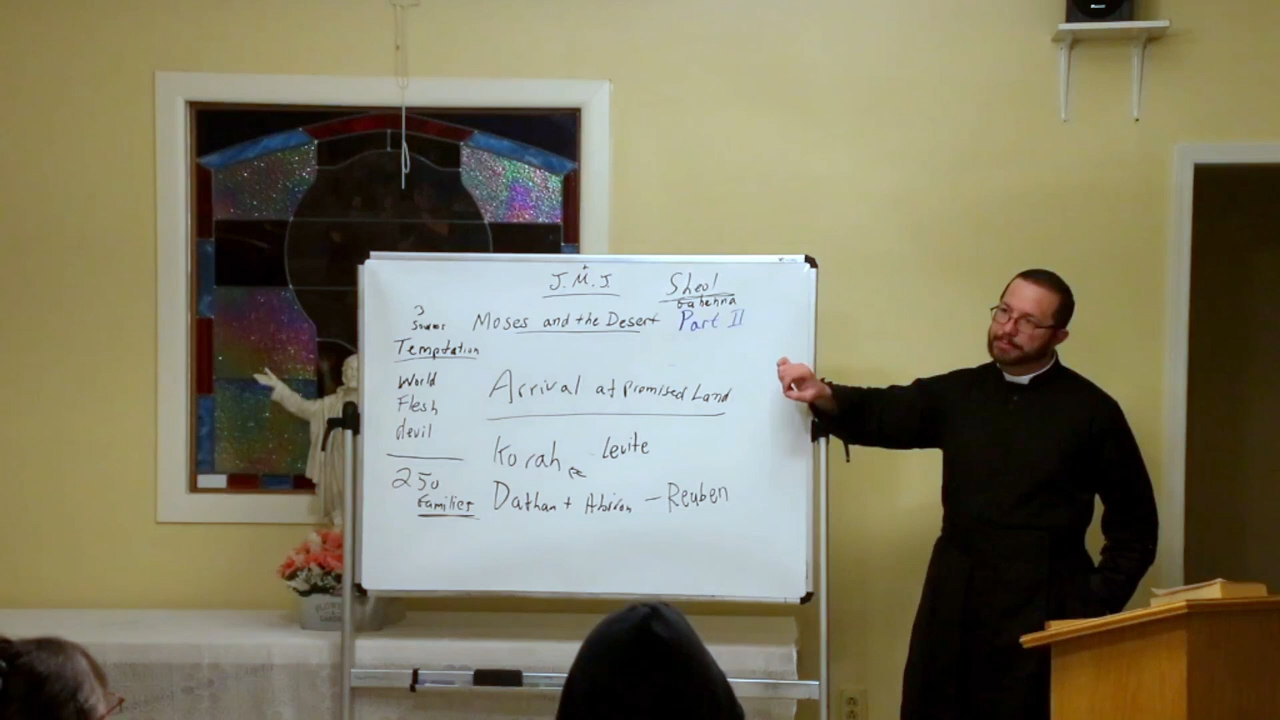 J.M.J.
Sheol
Gahenna
Moses and the Desert Part II
3
Temptation
World
Flesh
devil
250
families
Arrival at promised Land
Korah Levite
Dathan + Abiron - Reuben